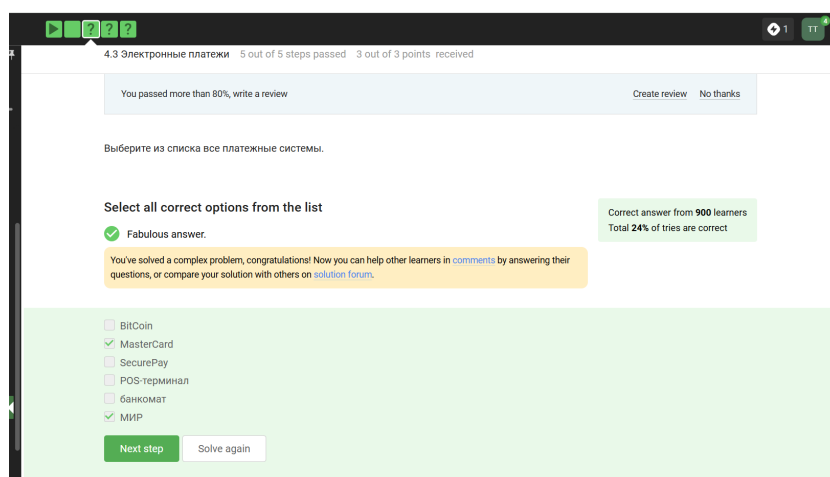 ? ? ?
1
TT
4
4.3 Электронные платежи 5 out of 5 steps passed 3 out of 3 points received
You passed more than 80%, write a review
Create review No thanks
Выберите из списка все платежные системы.
Select all correct options from the list
Fabulous answer.
Correct answer from 900 learners
Total 24% of tries are correct
You've solved a complex problem, congratulations! Now you can help other learners in comments by answering their
questions, or compare your solution with others on solution forum.
BitCoin
MasterCard
SecurePay
POS-терминал
банкомат
МИР
Next step Solve again